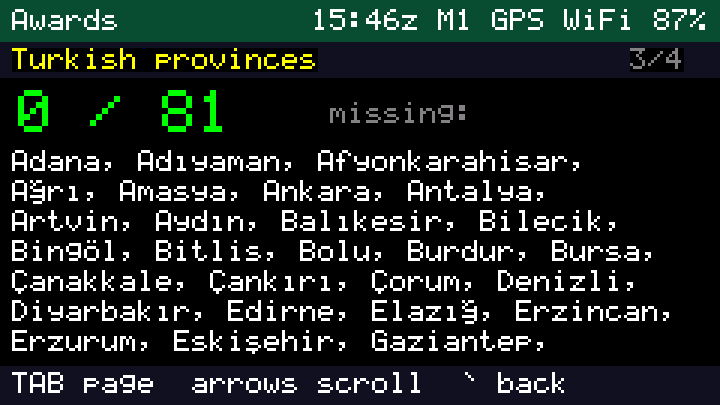 Awards 15:46z M1 GPS WiFi 87%
Turkish provinces 3/4
0 / 81 missing:
Adana, Adıyaman, Afyonkarahisar,
Ağrı, Amasya, Ankara, Antalya,
Artvin, Aydın, Balıkesir, Bilecik,
Bingöl, Bitlis, Bolu, Burdur, Bursa,
Çanakkale, Çankırı, Çorum, Denizli,
Diyarbakır, Edirne, Elazığ, Erzincan,
Erzurum, Eskişehir, Gaziantep,
TAB page arrows scroll ` back